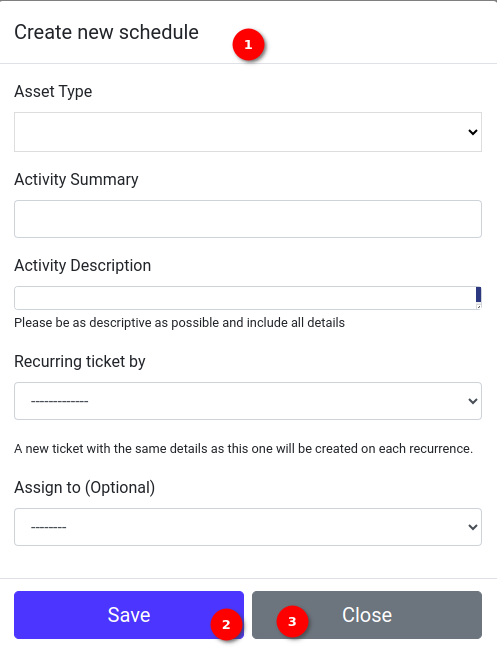 Create new schedule
1
Asset Type
Activity Summary
Activity Description
Please be as descriptive as possible and include all details
Recurring ticket by
-------------
A new ticket with the same details as this one will be created on each recurrence.
Assign to (Optional)
--------
Save 2 3 Close